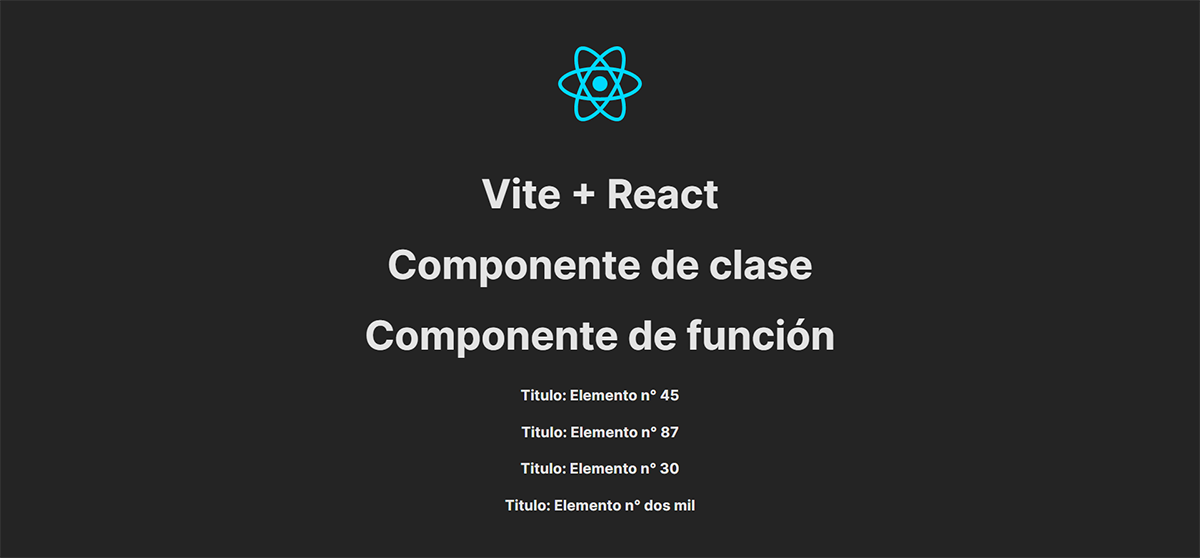 Vite + React
Componente de clase
Componente de función
Titulo: Elemento n° 45
Titulo: Elemento n° 87
Titulo: Elemento n° 30
Titulo: Elemento n° dos mil